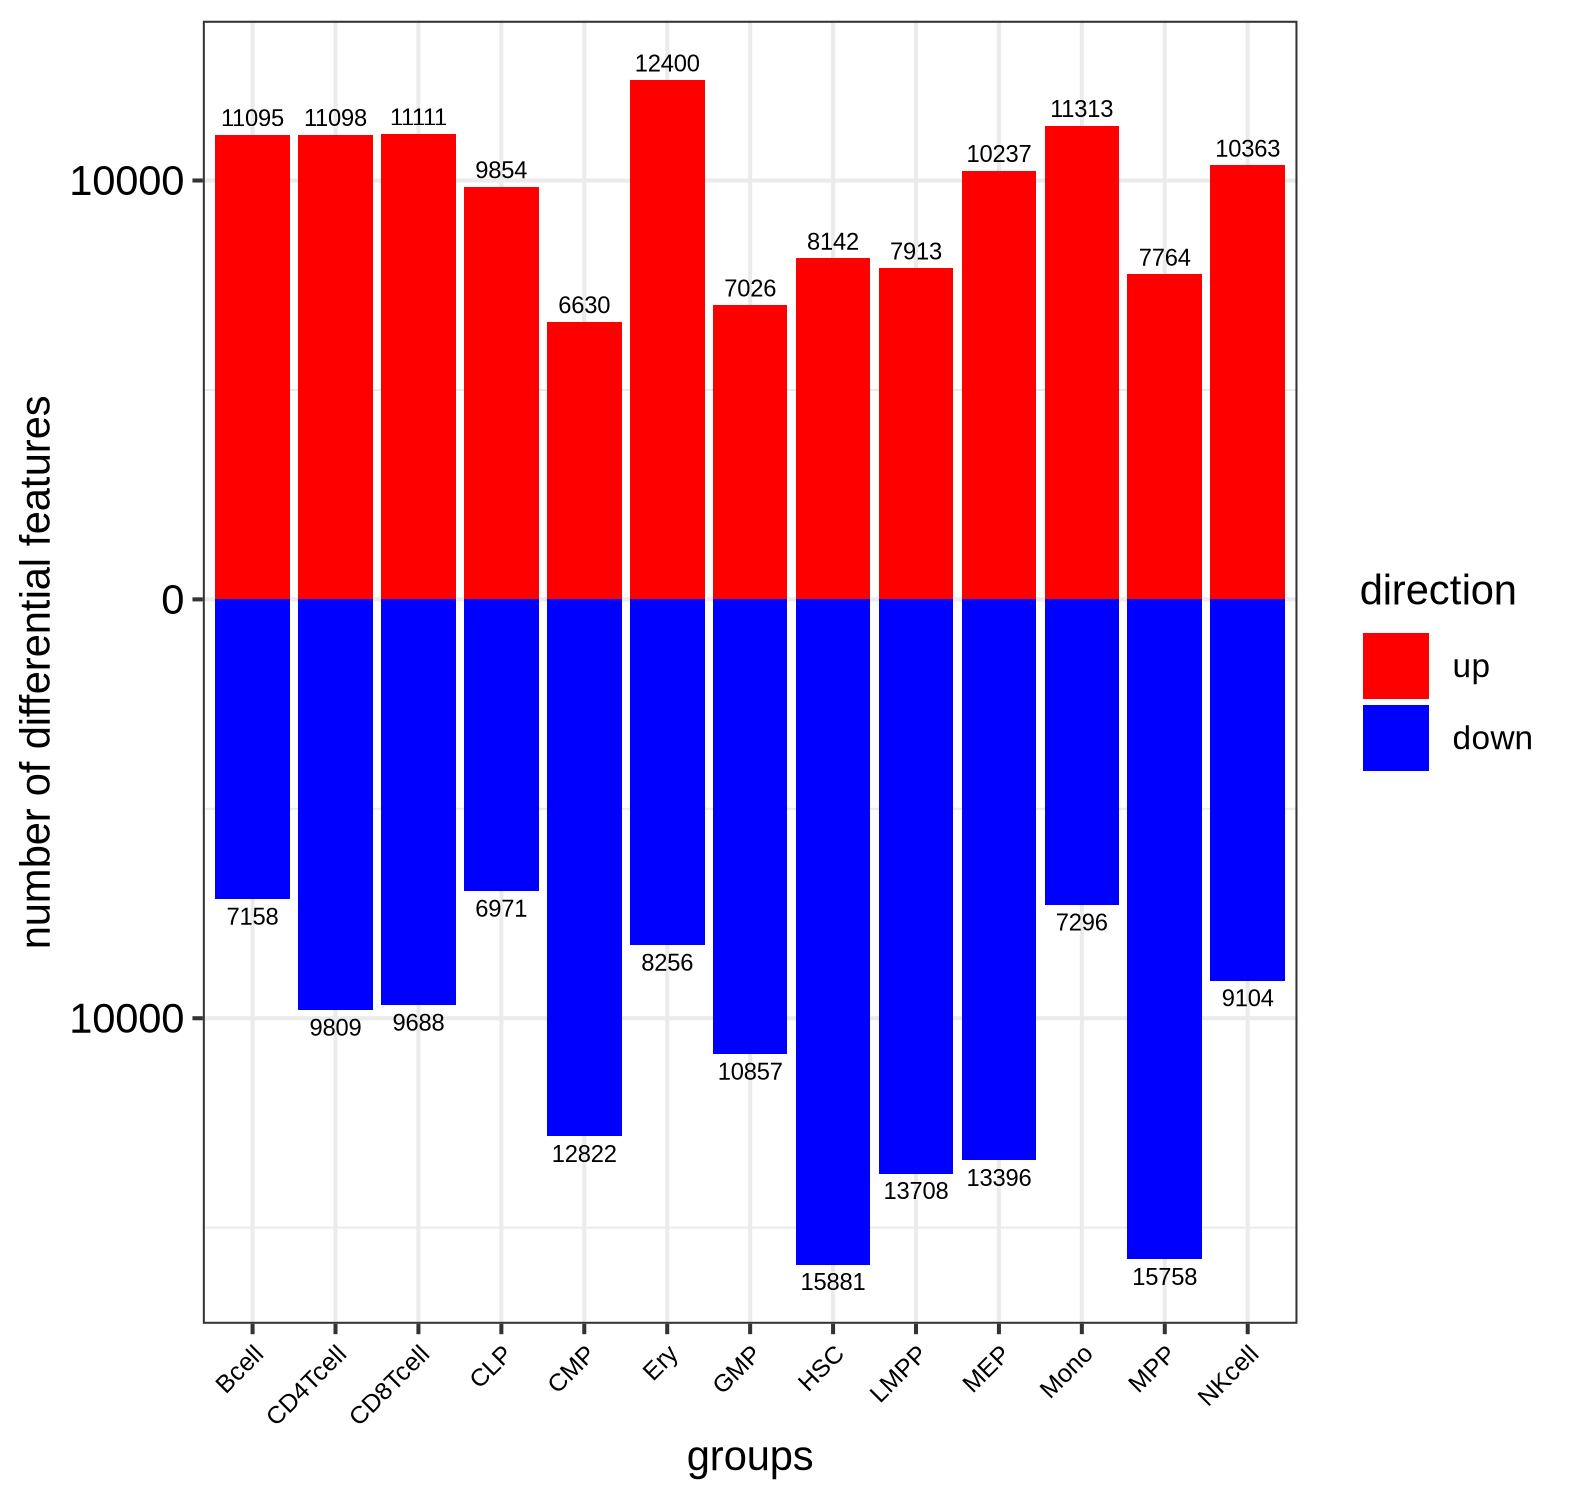 number of differential features
10000
0
10000
11095
11098
11111
9854
6630
12400
7026
8142
7913
10237
11313
7764
10363
7158
9809
9688
6971
12822
8256
10857
15881
13708
13396
7296
15758
9104
Bcell
CD4Tcell
CD8Tcell
CLP
CMP
Ery
GMP
HSC
LMPP
MEP
Mono
MPP
NKcell
groups
direction
up
down